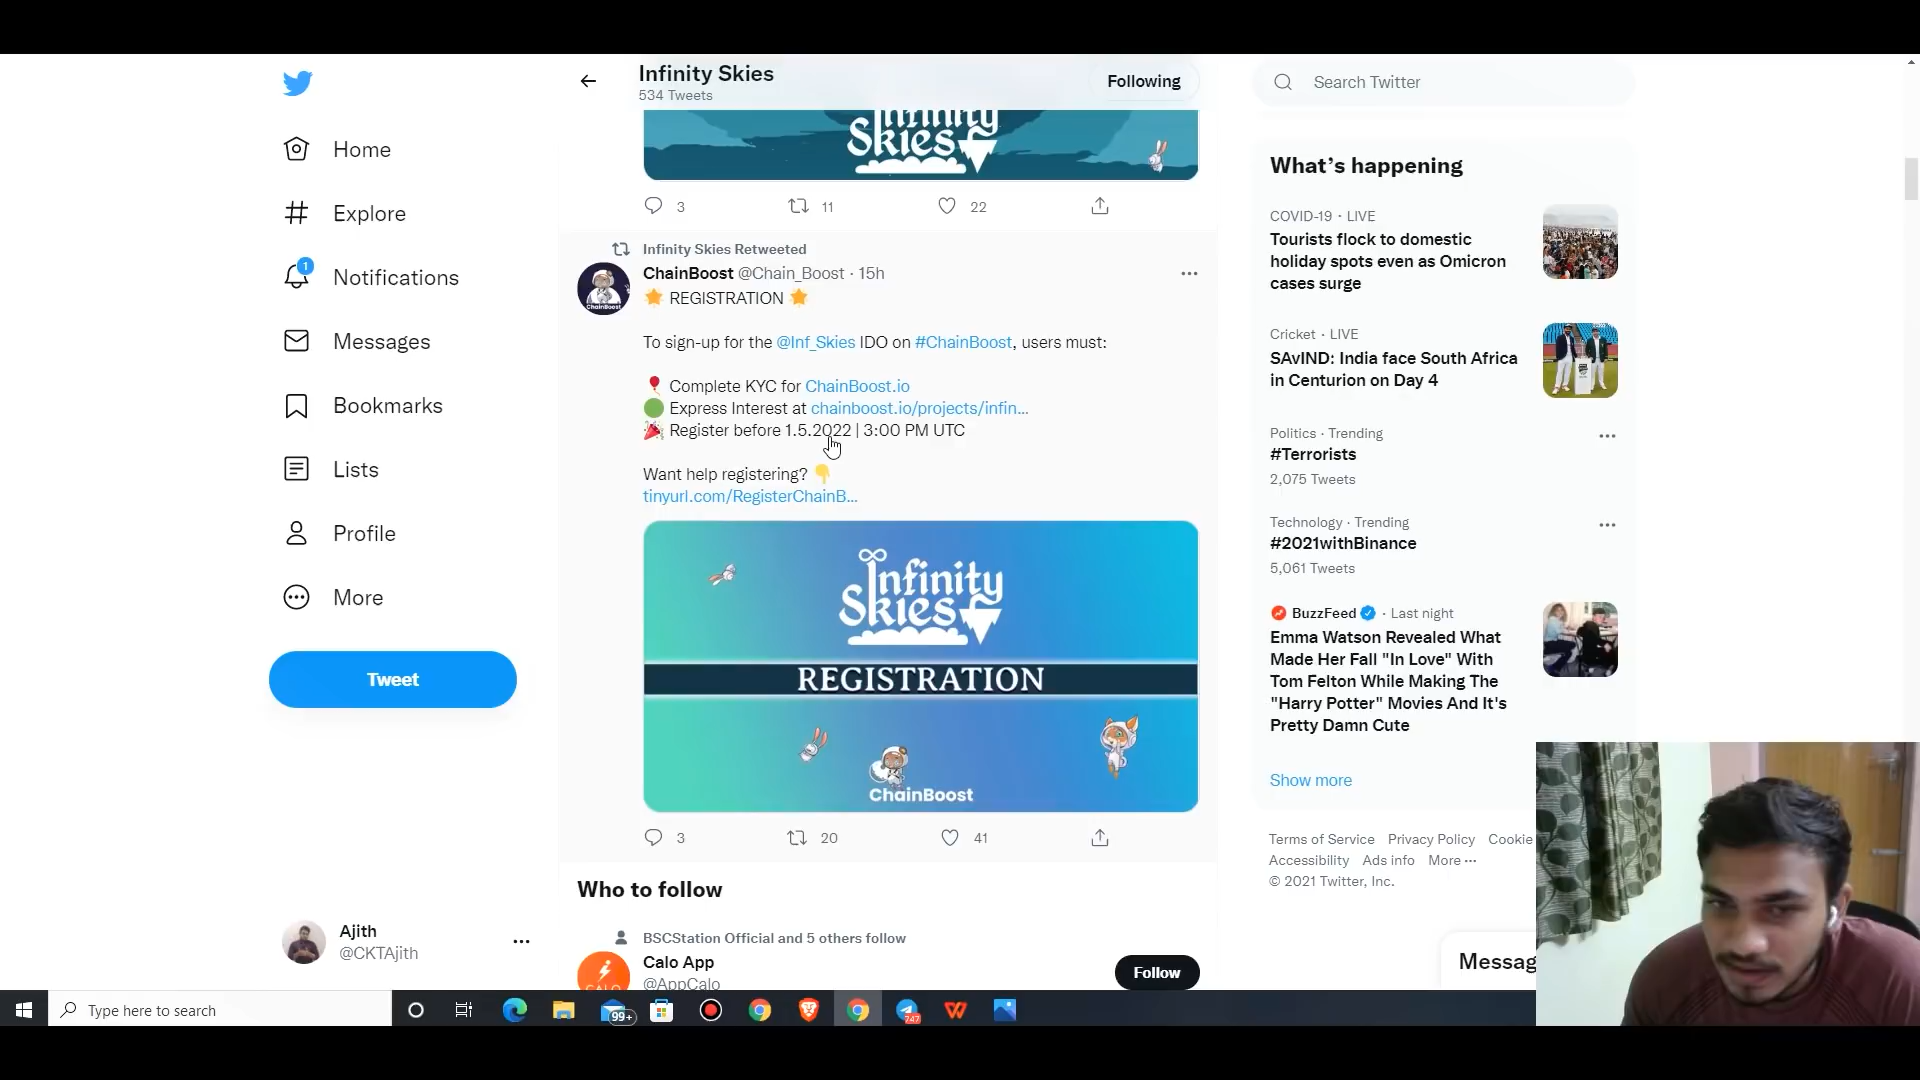 Home
Explore
1
Notifications
Messages
Bookmarks
Lists
Profile
More
Tweet
Ajith
@CKTAjith
Infinity Skies
534 Tweets
Following
Infinity
Skies
3
11
22
Infinity Skies Retweeted
ChainBoost @Chain_Boost · 15h
REGISTRATION
To sign-up for the @Inf_Skies IDO on #ChainBoost, users must:
Complete KYC for ChainBoost.io
Express Interest at chainboost.io/projects/infin...
Register before 1.5.2022 | 3:00 PM UTC
Want help registering?
tinyurl.com/RegisterChainB...
Infinity
Skies
REGISTRATION
ChainBoost
3
20
41
Who to follow
BSCStation Official and 5 others follow
Calo App
@AppCalo
Follow
Search Twitter
What's happening
COVID-19 · LIVE
Tourists flock to domestic
holiday spots even as Omicron
cases surge
Cricket · LIVE
SAvIND: India face South Africa
in Centurion on Day 4
Politics · Trending
#Terrorists
2,075 Tweets
Technology · Trending
#2021withBinance
5,061 Tweets
BuzzFeed · Last night
Emma Watson Revealed What
Made Her Fall "In Love" With
Tom Felton While Making The
"Harry Potter" Movies And It's
Pretty Damn Cute
Show more
Terms of Service Privacy Policy Cookie
Accessibility Ads info More
© 2021 Twitter, Inc.
Messag
Type here to search
99+
747